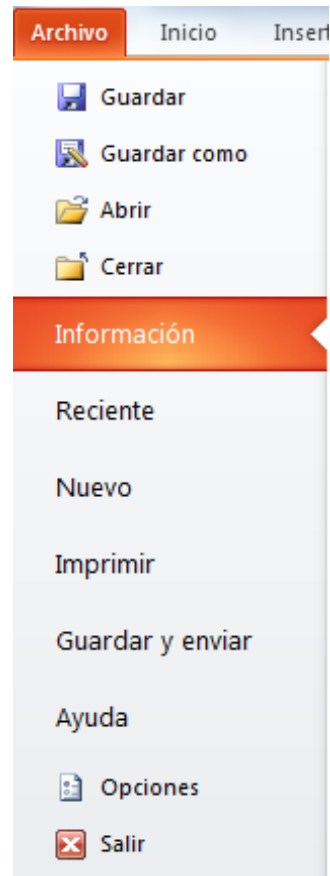 Archivo Inicio Insert
Guardar
Guardar como
Abrir
Cerrar
Información
Reciente
Nuevo
Imprimir
Guardar y enviar
Ayuda
Opciones
Salir